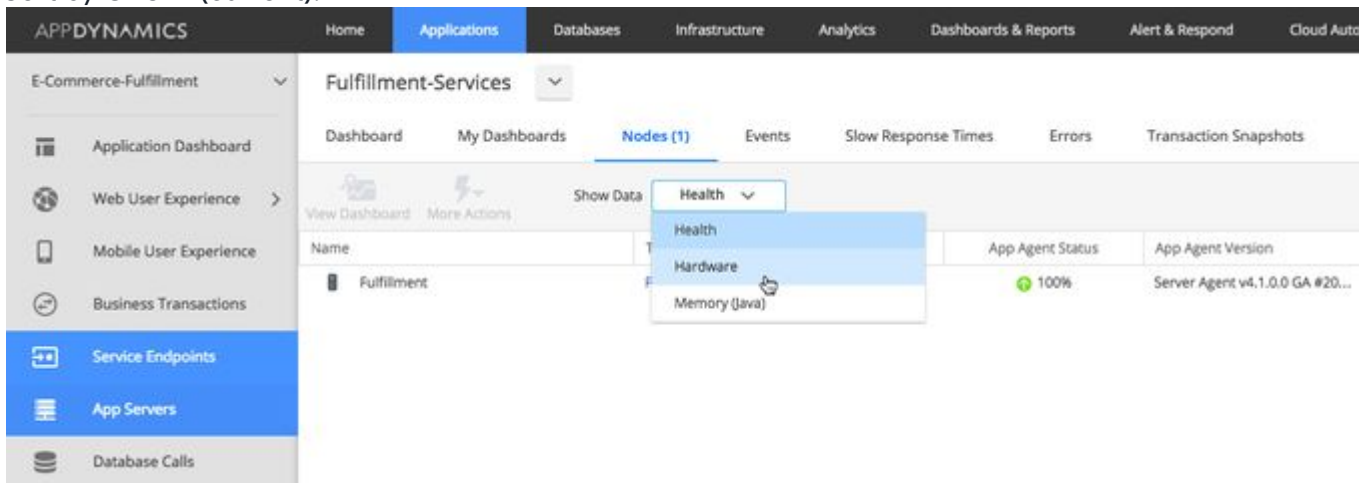 APPDYNAMICS Home Applications Databases Infrastructure Analytics Dashboards & Reports Alert & Respond Cloud Auto
E-Commerce-Fulfillment
Fulfillment-Services
Application Dashboard
Web User Experience
Mobile User Experience
Business Transactions
Service Endpoints
App Servers
Database Calls
Dashboard My Dashboards Nodes (1) Events Slow Response Times Errors Transaction Snapshots
View Dashboard More Actions Show Data Health
Health
Hardware
Memory (Java)
Name App Agent Status App Agent Version
Fulfillment 100% Server Agent v4.1.0.0 GA #20...